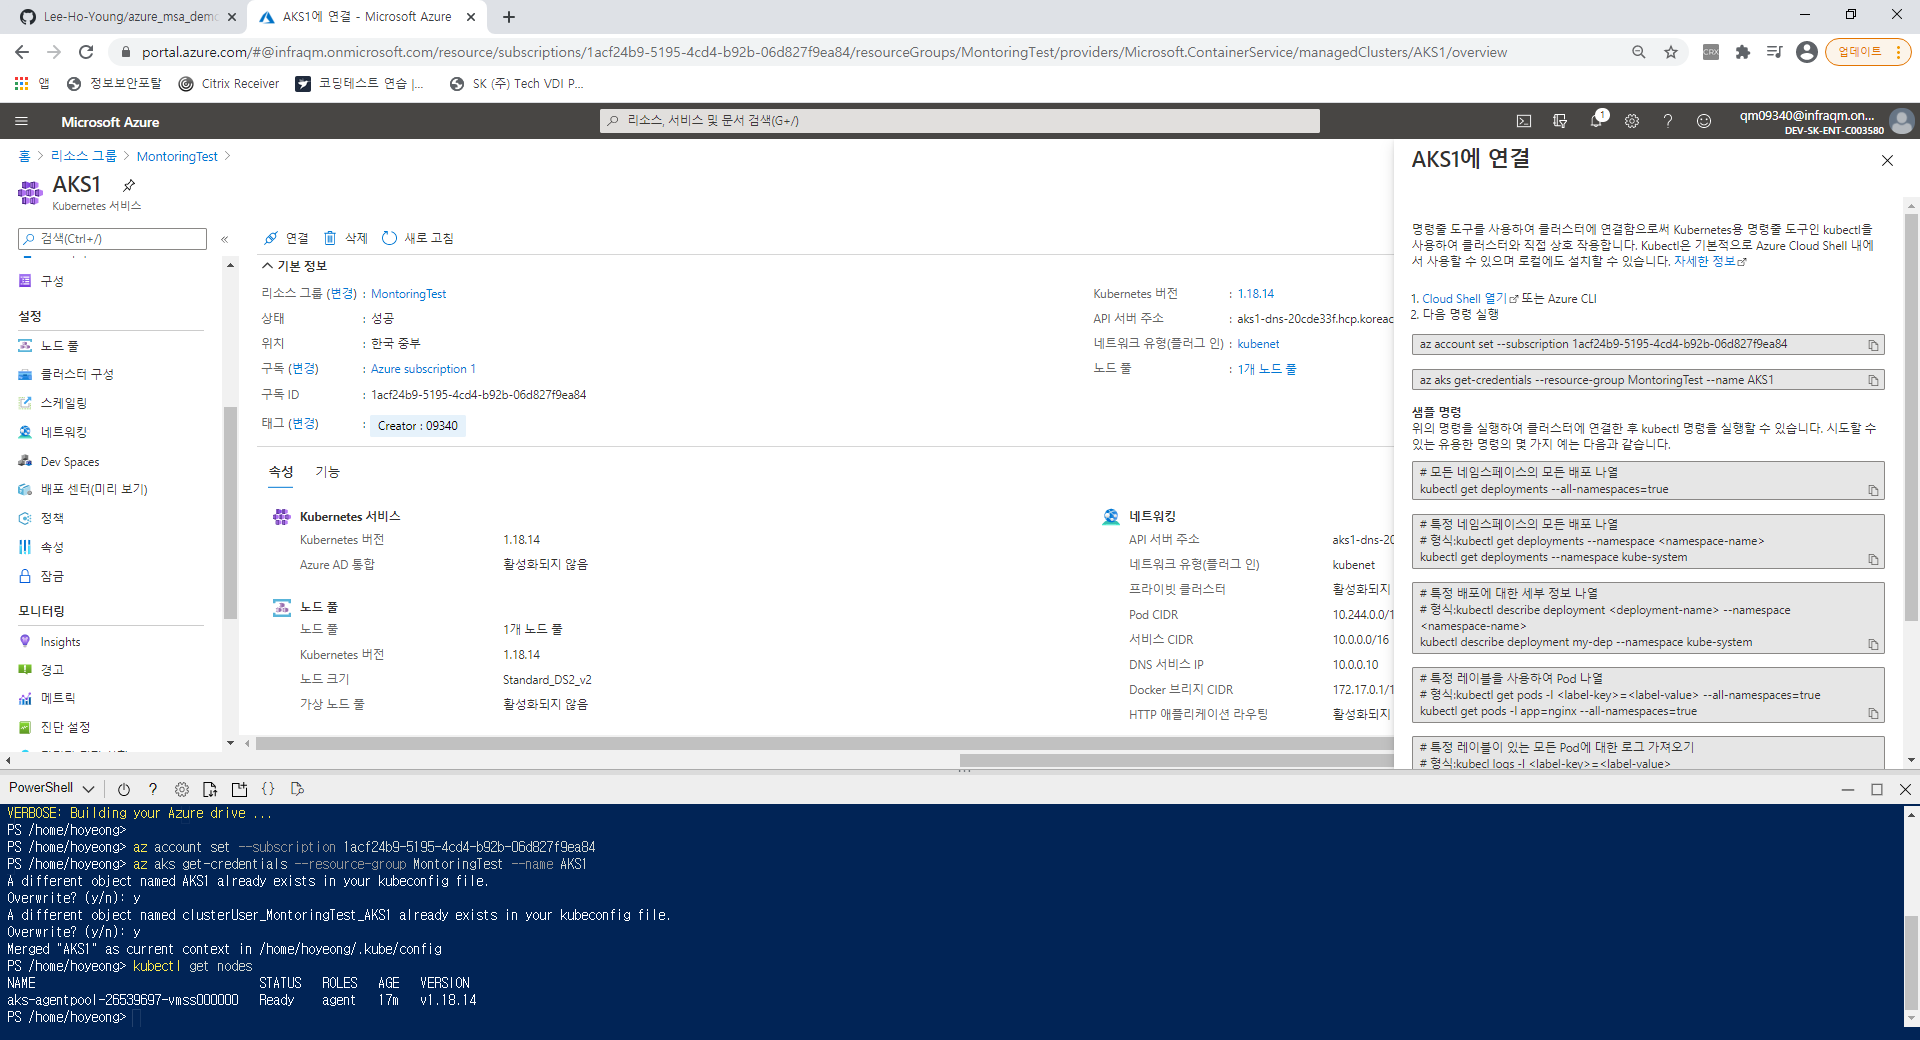 Lee-Ho-Young/azure_msa_dem
AKS1에 연결 - Microsoft Azure
portal.azure.com/#@infraqm.onmicrosoft.com/resource/subscriptions/1acf24b9-5195-4cd4-b92b-06d827f9ea84/resourceGroups/MontoringTest/providers/Microsoft.ContainerService/managedClusters/AKS1/overview
CRX
업데이트
앱 정보보안포탈 Citrix Receiver 코딩테스트 연습 |... SK (주) Tech VDI P...
Microsoft Azure
리소스, 서비스 및 문서 검색(G+/)
1
qm09340@infraqm.on...
DEV-SK-ENT-C003580
홈 > 리소스 그룹 > MontoringTest >
AKS1
Kubernetes 서비스
검색(Ctrl+/)
«
구성
설정
노드 풀
클러스터 구성
스케일링
네트워킹
Dev Spaces
배포 센터(미리 보기)
정책
속성
잠금
모니터링
Insights
경고
메트릭
진단 설정
연결 삭제 새로 고침
기본 정보
리소스 그룹 (변경) : MontoringTest
상태 : 성공
위치 : 한국 중부
구독 (변경) : Azure subscription 1
구독 ID : 1acf24b9-5195-4cd4-b92b-06d827f9ea84
태그 (변경) : Creator : 09340
Kubernetes 버전 : 1.18.14
API 서버 주소 : aks1-dns-20cde33f.hcp.koreac
네트워크 유형(플러그 인) : kubenet
노드 풀 : 1개 노드 풀
속성 기능
Kubernetes 서비스
Kubernetes 버전 1.18.14
Azure AD 통합 활성화되지 않음
노드 풀
노드 풀 1개 노드 풀
Kubernetes 버전 1.18.14
노드 크기 Standard_DS2_v2
가상 노드 풀 활성화되지 않음
네트워킹
API 서버 주소 aks1-dns-20
네트워크 유형(플러그 인) kubenet
프라이빗 클러스터 활성화되지
Pod CIDR 10.244.0.0/1
서비스 CIDR 10.0.0.0/16
DNS 서비스 IP 10.0.0.10
Docker 브리지 CIDR 172.17.0.1/1
HTTP 애플리케이션 라우팅 활성화되지
AKS1에 연결
명령줄 도구를 사용하여 클러스터에 연결함으로써 Kubernetes용 명령줄 도구인 kubectl을
사용하여 클러스터와 직접 상호 작용합니다. Kubectl은 기본적으로 Azure Cloud Shell 내에
서 사용할 수 있으며 로컬에도 설치할 수 있습니다. 자세한 정보
1. Cloud Shell 열기 또는 Azure CLI
2. 다음 명령 실행
az account set --subscription 1acf24b9-5195-4cd4-b92b-06d827f9ea84
az aks get-credentials --resource-group MontoringTest --name AKS1
샘플 명령
위의 명령을 실행하여 클러스터에 연결한 후 kubectl 명령을 실행할 수 있습니다. 시도할 수
있는 유용한 명령의 몇 가지 예는 다음과 같습니다.
# 모든 네임스페이스의 모든 배포 나열
kubectl get deployments --all-namespaces=true
# 특정 네임스페이스의 모든 배포 나열
# 형식:kubectl get deployments --namespace <namespace-name>
kubectl get deployments --namespace kube-system
# 특정 배포에 대한 세부 정보 나열
# 형식:kubectl describe deployment <deployment-name> --namespace
<namespace-name>
kubectl describe deployment my-dep --namespace kube-system
# 특정 레이블을 사용하여 Pod 나열
# 형식:kubectl get pods -l <label-key>=<label-value> --all-namespaces=true
kubectl get pods -l app=nginx --all-namespaces=true
# 특정 레이블이 있는 모든 Pod에 대한 로그 가져오기
# 형식:kubecl logs -l <label-key>=<label-value>
PowerShell
VERBOSE: Building your Azure drive ...
PS /home/hoyeong>
PS /home/hoyeong> az account set --subscription 1acf24b9-5195-4cd4-b92b-06d827f9ea84
PS /home/hoyeong> az aks get-credentials --resource-group MontoringTest --name AKS1
A different object named AKS1 already exists in your kubeconfig file.
Overwrite? (y/n): y
A different object named clusterUser_MontoringTest_AKS1 already exists in your kubeconfig file.
Overwrite? (y/n): y
Merged "AKS1" as current context in /home/hoyeong/.kube/config
PS /home/hoyeong> kubectl get nodes
NAME STATUS ROLES AGE VERSION
aks-agentpool-26539697-vmss000000 Ready agent 17m v1.18.14
PS /home/hoyeong>